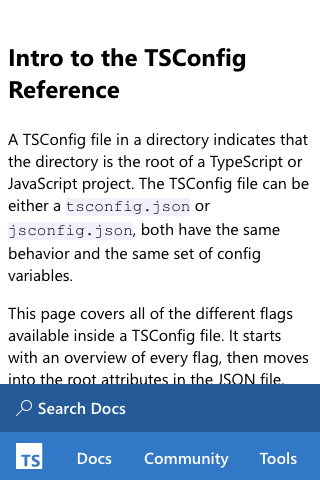 Intro to the TSConfig
Reference
A TSConfig file in a directory indicates that
the directory is the root of a TypeScript or
JavaScript project. The TSConfig file can be
either a tsconfig.json or
jsconfig.json, both have the same
behavior and the same set of config
variables.
This page covers all of the different flags
available inside a TSConfig file. It starts
with an overview of every flag, then moves
into the root attributes in the JSON file.
Search Docs
TS Docs Community Tools